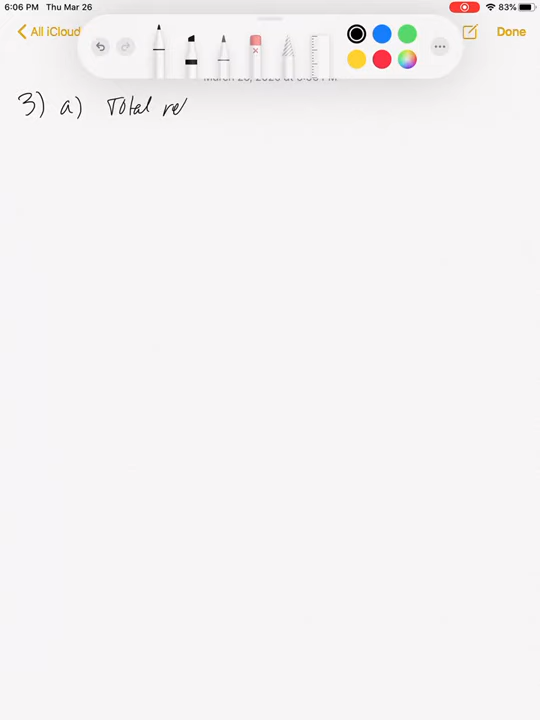 6:06 PM Thu Mar 26
83%
All iCloud
Done
3) a) Total re